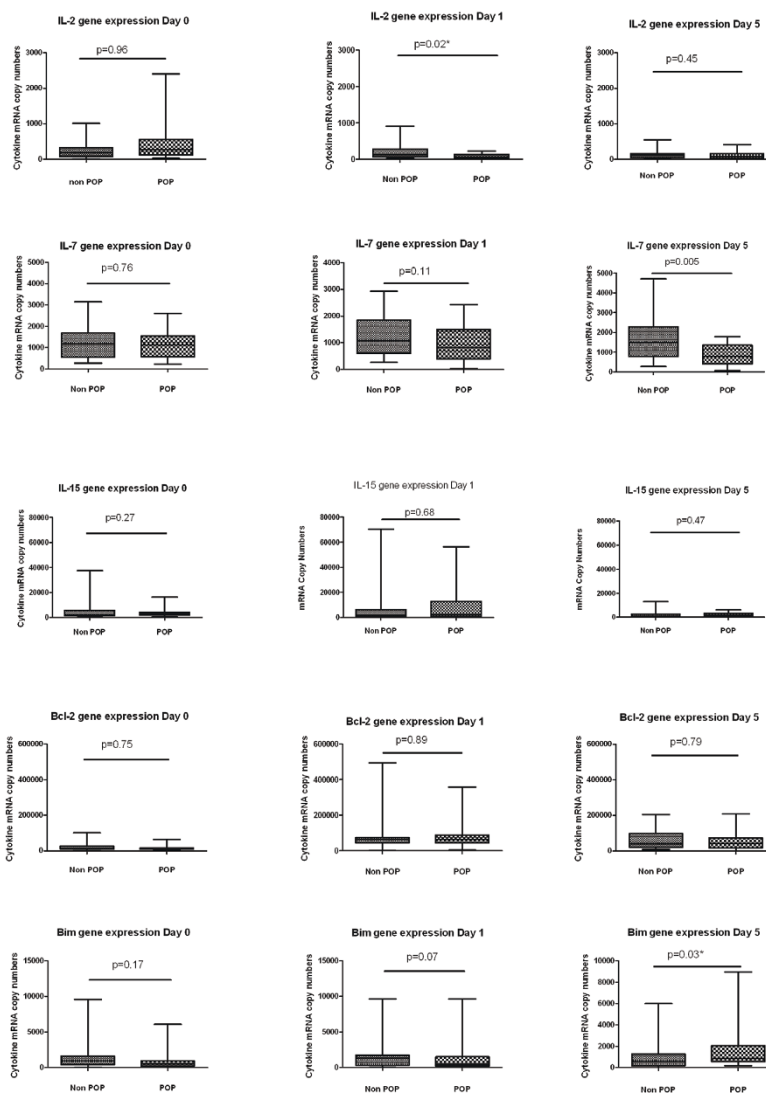 IL-2 gene expression Day 0
p=0.96
Cytokine mRNA copy numbers
3000
2000
1000
0
non POP
POP
IL-2 gene expression Day 1
p=0.02*
Cytokine mRNA copy numbers
3000
2000
1000
0
Non POP
POP
IL-2 gene expression Day 5
p=0.45
Cytokine mRNA copy numbers
3000
2000
1000
0
Non POP
POP
IL-7 gene expression Day 0
p=0.76
Cytokine mRNA copy numbers
5000
4000
3000
2000
1000
0
Non POP
POP
IL-7 gene expression Day 1
p=0.11
Cytokine mRNA copy numbers
4000
3000
2000
1000
0
Non POP
POP
IL-7 gene expression Day 5
p=0.005
Cytokine mRNA copy numbers
5000
4000
3000
2000
1000
0
Non POP
POP
IL-15 gene expression Day 0
p=0.27
Cytokine mRNA copy numbers
80000
60000
40000
20000
0
Non POP
POP
IL-15 gene expression Day 1
p=0.68
mRNA Copy Numbers
80000
60000
40000
20000
0
Non POP
POP
IL-15 gene expression Day 5
p=0.47
mRNA Copy Numbers
80000
60000
40000
20000
0
Non POP
POP
Bcl-2 gene expression Day 0
p=0.75
Cytokine mRNA copy numbers
600000
400000
200000
0
Non POP
POP
Bcl-2 gene expression Day 1
p=0.89
Cytokine mRNA copy numbers
600000
400000
200000
0
Non POP
POP
Bcl-2 gene expression Day 5
p=0.79
Cytokine mRNA copy numbers
600000
400000
200000
0
Non POP
POP
Bim gene expression Day 0
p=0.17
Cytokine mRNA copy numbers
15000
10000
5000
0
Non POP
POP
Bim gene expression Day 1
p=0.07
Cytokine mRNA copy numbers
15000
10000
5000
0
Non POP
POP
Bim gene expression Day 5
p=0.03*
Cytokine mRNA copy numbers
10000
8000
6000
4000
2000
0
Non POP
POP